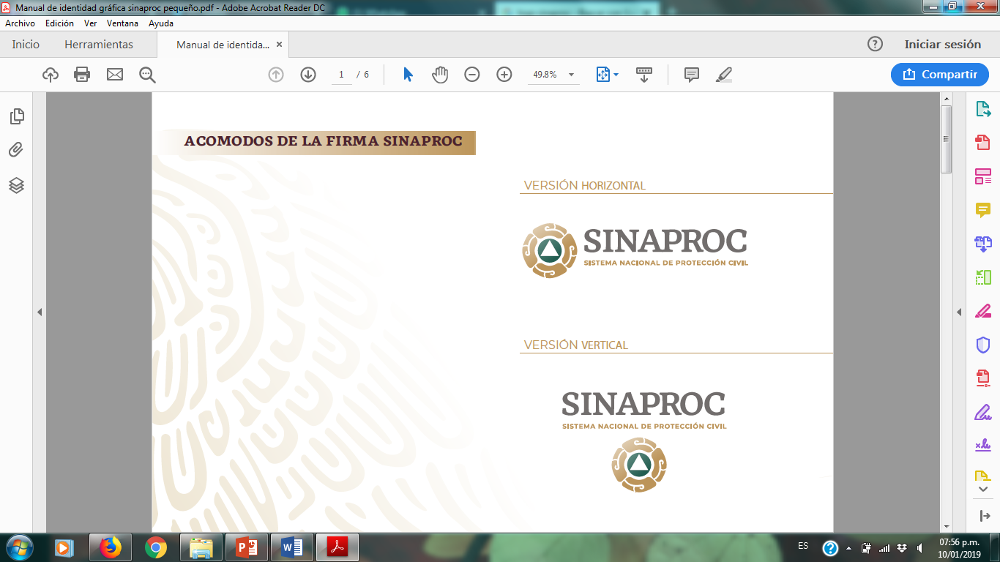 Manual de identidad gráfica sinaproc pequeño.pdf - Adobe Acrobat Reader DC
Archivo Edición Ver Ventana Ayuda
Inicio Herramientas Manual de identida... × Iniciar sesión
1 / 6 49.8% Compartir
ACOMODOS DE LA FIRMA SINAPROC
VERSIÓN HORIZONTAL
SINAPROC
SISTEMA NACIONAL DE PROTECCIÓN CIVIL
VERSIÓN VERTICAL
SINAPROC
SISTEMA NACIONAL DE PROTECCIÓN CIVIL
ES
07:56 p.m.
10/01/2019